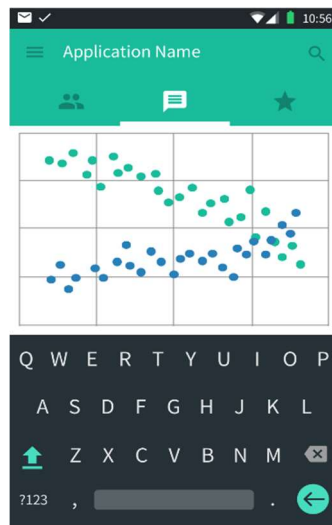 10:56
Application Name
Q W E R T Y U I O P
A S D F G H J K L
Z X C V B N M
?123 , .